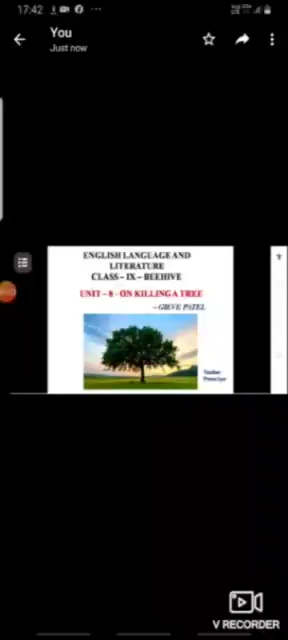 17:42
You
Just now
ENGLISH LANGUAGE AND
LITERATURE
CLASS – IX – BEEHIVE
UNIT – 8 - ON KILLING A TREE
– GIEVE PATEL
V RECORDER